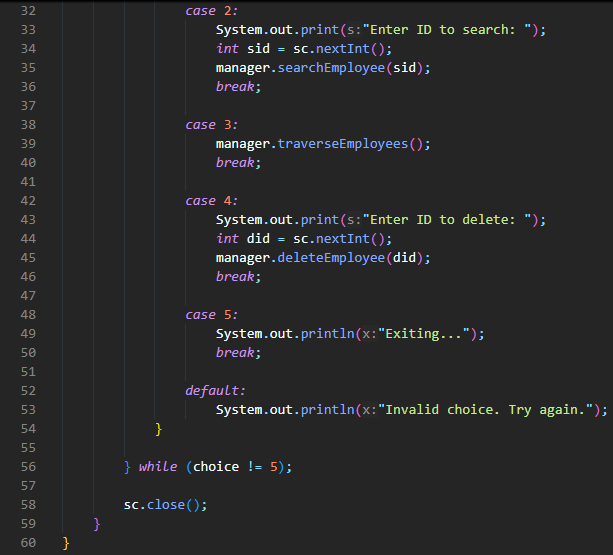 32 case 2:
33 System.out.print(s:"Enter ID to search: ");
34 int sid = sc.nextInt();
35 manager.searchEmployee(sid);
36 break;
37
38 case 3:
39 manager.traverseEmployees();
40 break;
41
42 case 4:
43 System.out.print(s:"Enter ID to delete: ");
44 int did = sc.nextInt();
45 manager.deleteEmployee(did);
46 break;
47
48 case 5:
49 System.out.println(x:"Exiting...");
50 break;
51
52 default:
53 System.out.println(x:"Invalid choice. Try again.");
54 }
55
56 } while (choice != 5);
57
58 sc.close();
59 }
60 }